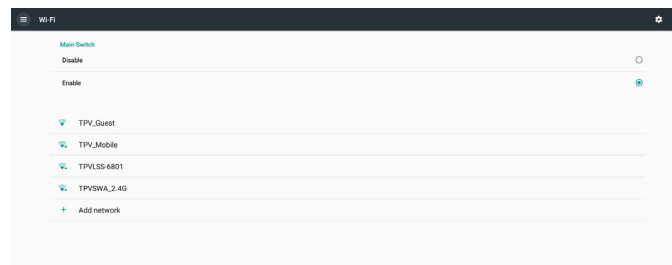 Wi-Fi
Main Switch
Disable
Enable
TPV_Guest
TPV_Mobile
TPVLSS-6801
TPVSWA_2.4G
+ Add network